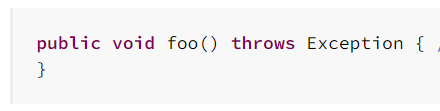 public void foo() throws Exception { /
}